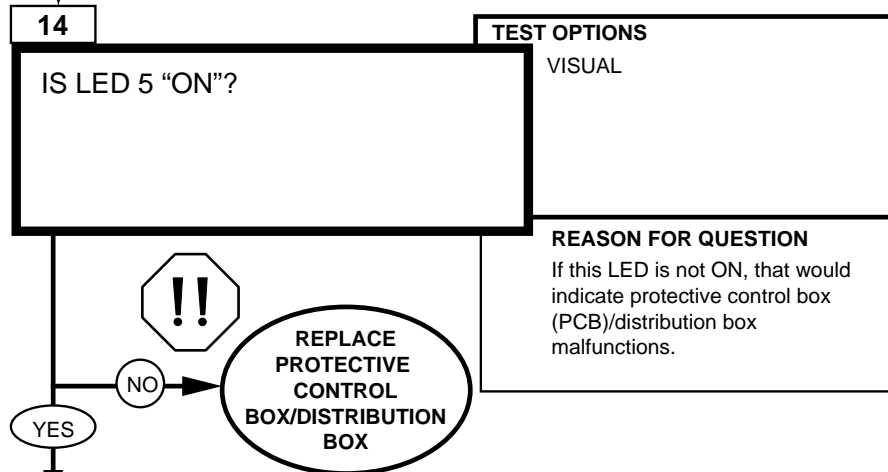 14
IS LED 5 “ON”?
TEST OPTIONS
VISUAL
REASON FOR QUESTION
If this LED is not ON, that would
indicate protective control box
(PCB)/distribution box
malfunctions.
!!
NO
REPLACE
PROTECTIVE
CONTROL
BOX/DISTRIBUTION
BOX
YES